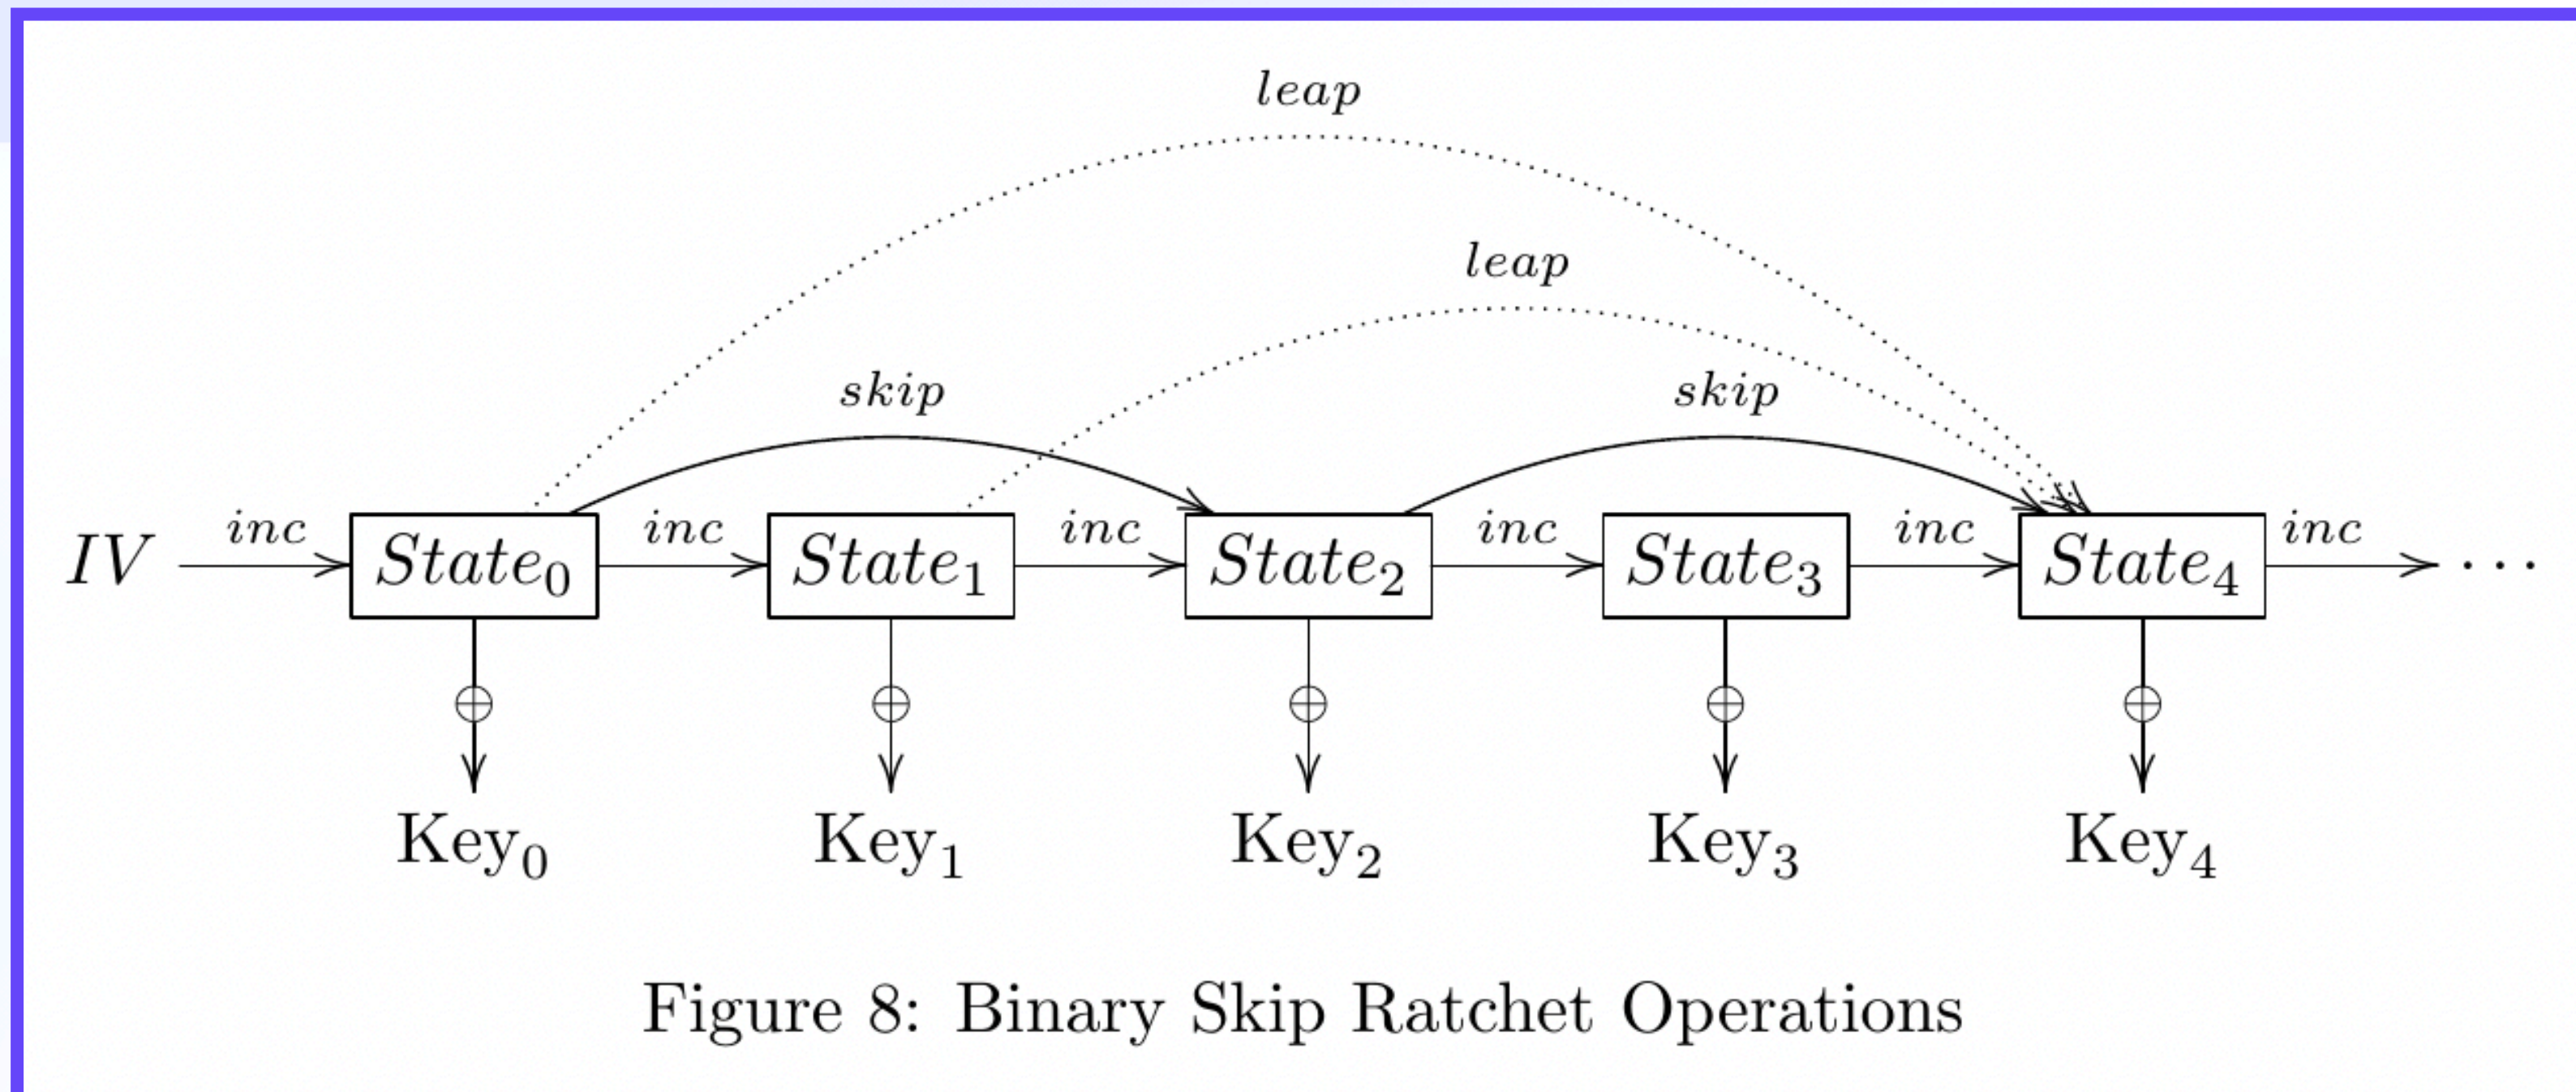 leap
leap
skip skip
IV inc State₀ inc State₁ inc State₂ inc State₃ inc State₄ inc ···
Key₀ Key₁ Key₂ Key₃ Key₄
Figure 8: Binary Skip Ratchet Operations